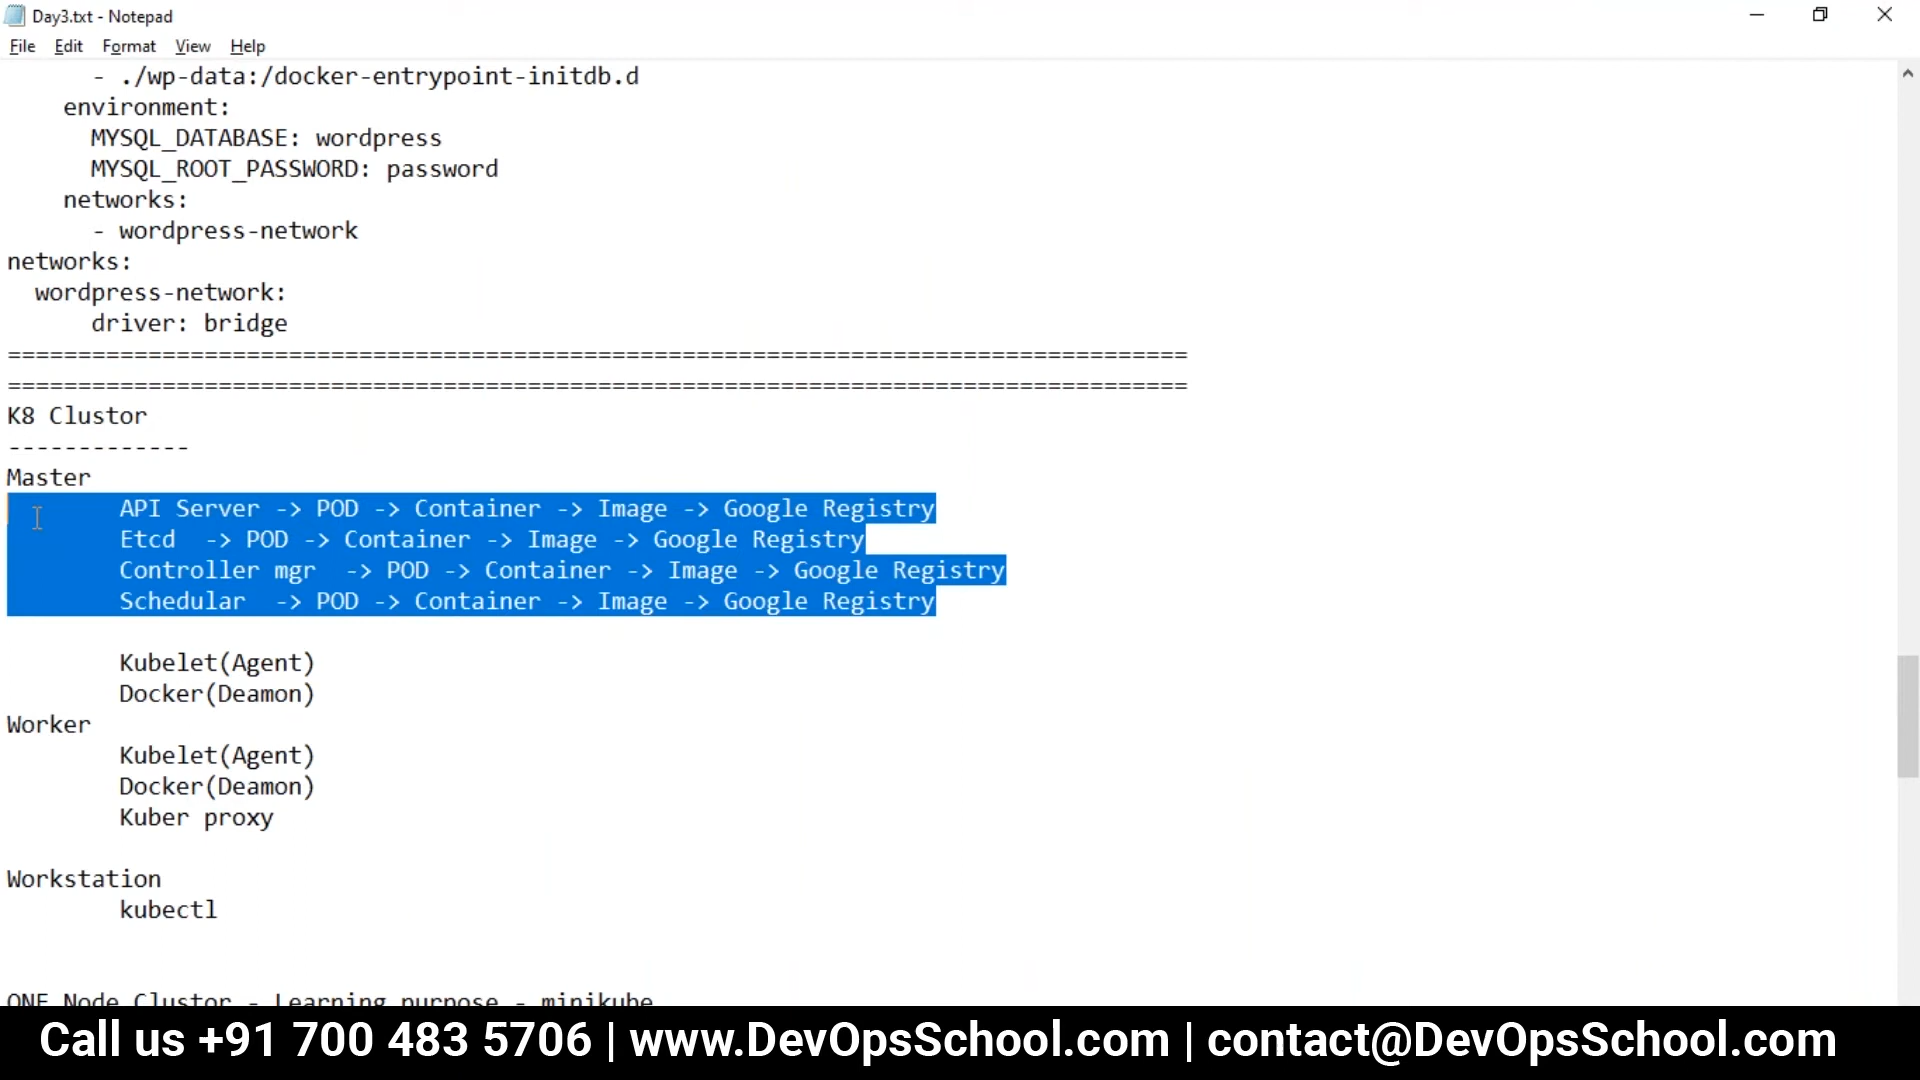 Day3.txt - Notepad
File Edit Format View Help
- ./wp-data:/docker-entrypoint-initdb.d
environment:
MYSQL_DATABASE: wordpress
MYSQL_ROOT_PASSWORD: password
networks:
- wordpress-network
networks:
wordpress-network:
driver: bridge
====================================================================================
====================================================================================
K8 Clustor
-------------
Master
API Server -> POD -> Container -> Image -> Google Registry
Etcd -> POD -> Container -> Image -> Google Registry
Controller mgr -> POD -> Container -> Image -> Google Registry
Schedular -> POD -> Container -> Image -> Google Registry
Kubelet(Agent)
Docker(Deamon)
Worker
Kubelet(Agent)
Docker(Deamon)
Kuber proxy
Workstation
kubectl
ONE Node Clustor - Learning purpose - minikube
Call us +91 700 483 5706 | www.DevOpsSchool.com | contact@DevOpsSchool.com